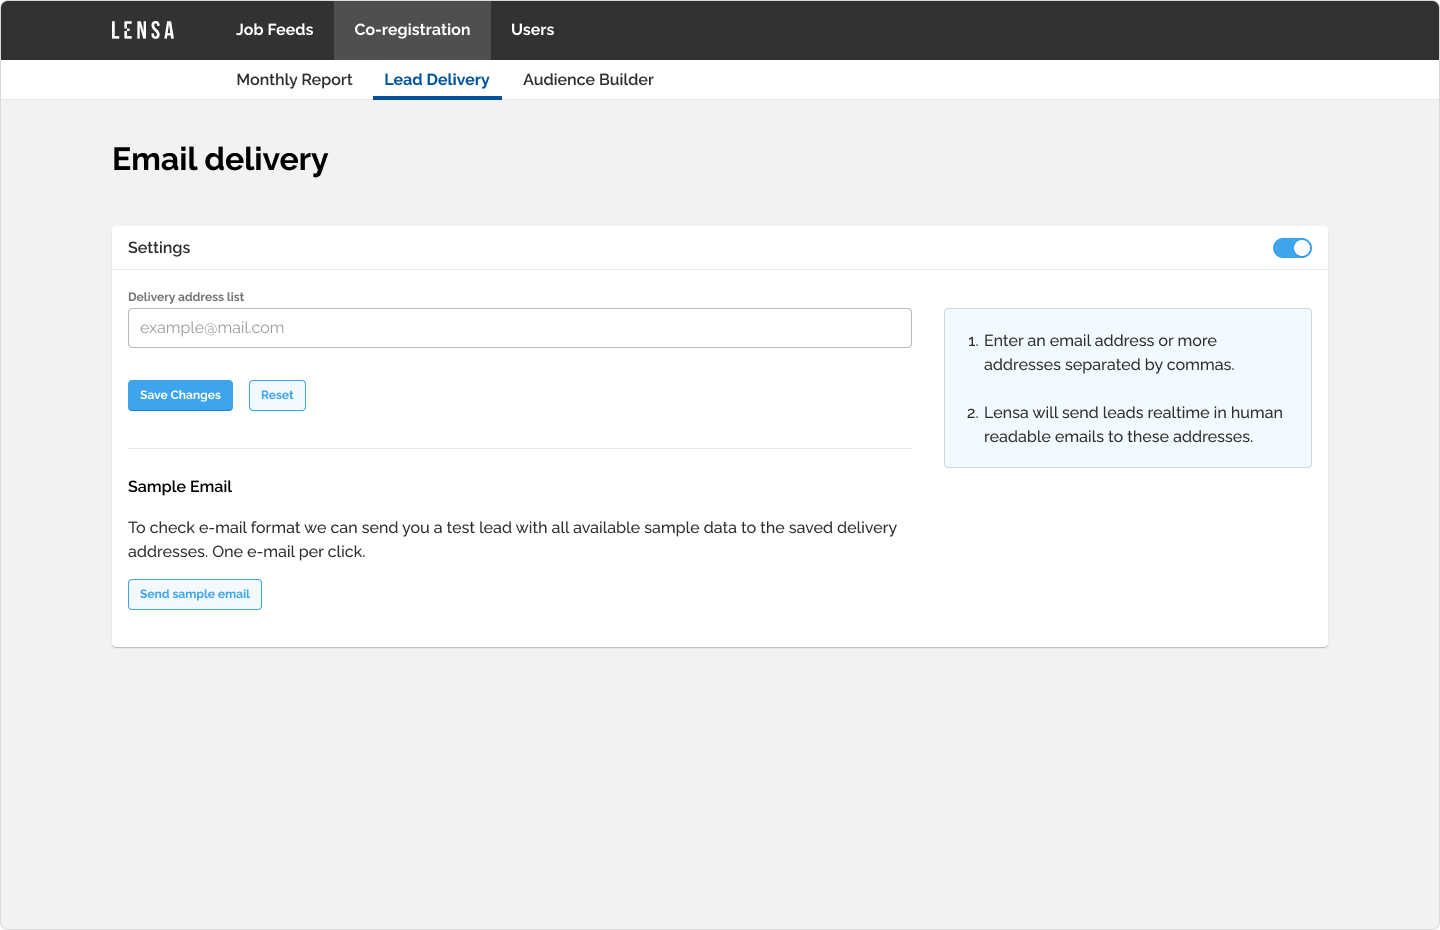 LENSA
Job Feeds
Co-registration
Users
Monthly Report
Lead Delivery
Audience Builder
Email delivery
Settings
Delivery address list
example@mail.com
Save Changes
Reset
1. Enter an email address or more
addresses separated by commas.
2. Lensa will send leads realtime in human
readable emails to these addresses.
Sample Email
To check e-mail format we can send you a test lead with all available sample data to the saved delivery
addresses. One e-mail per click.
Send sample email